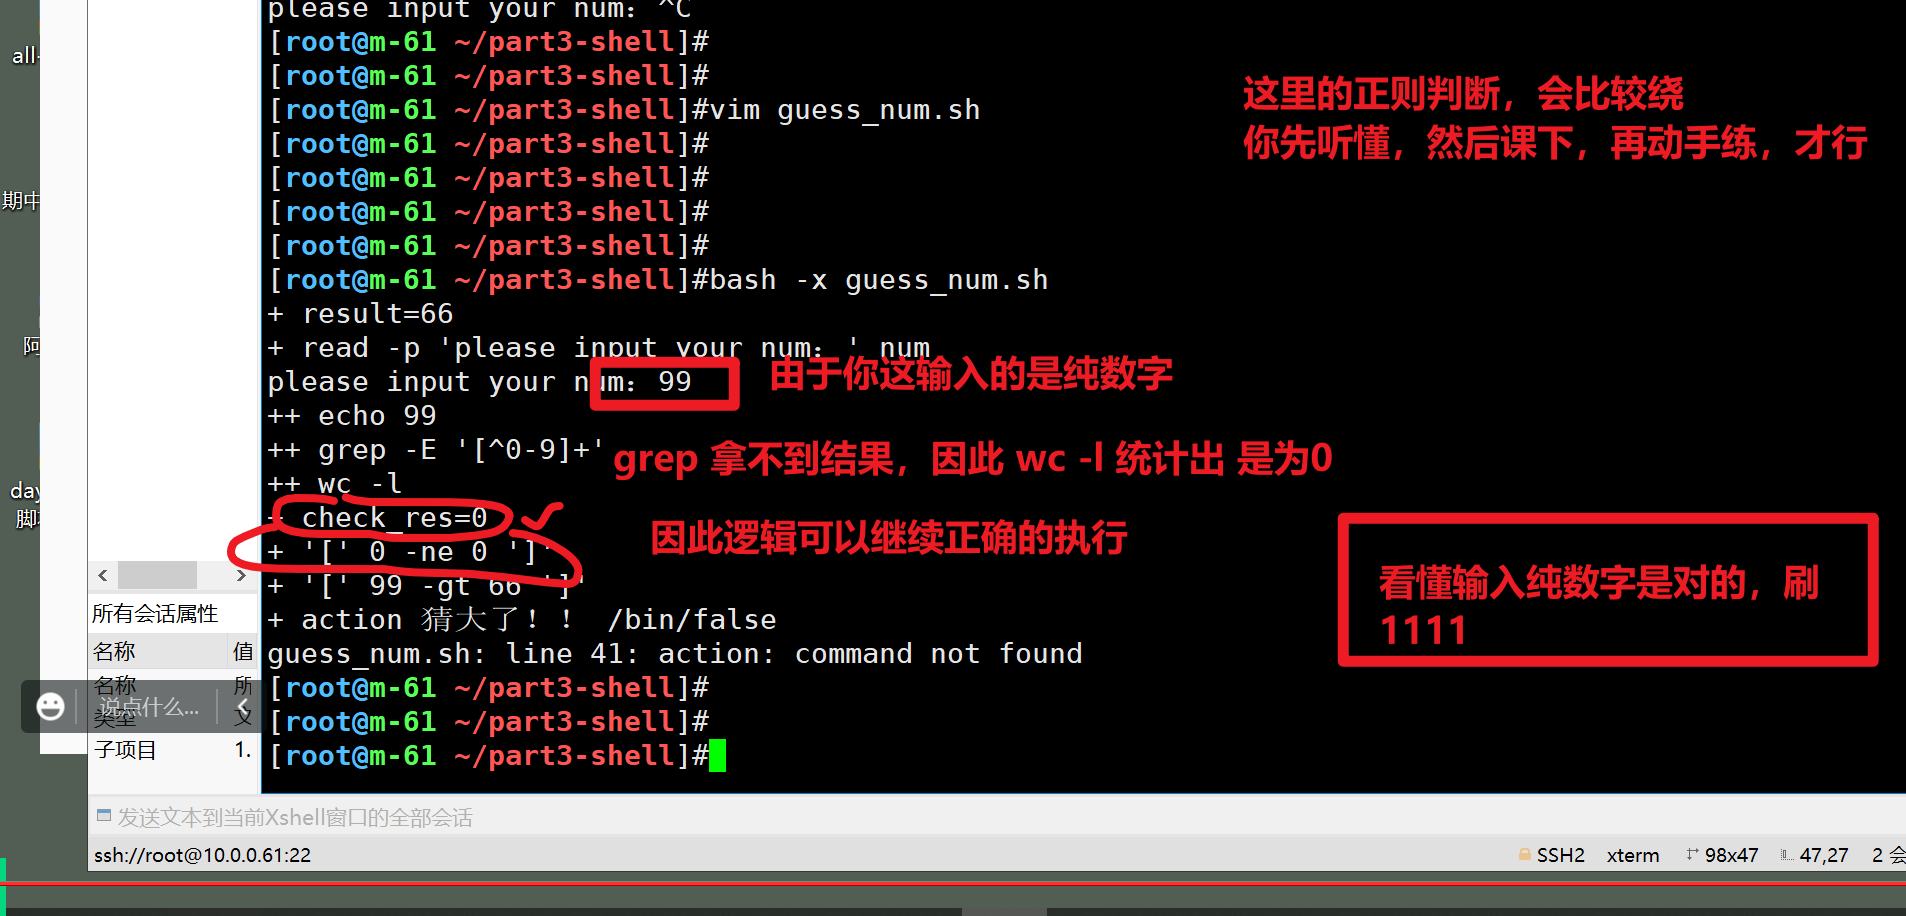 please input your num: ^C
[root@m-61 ~/part3-shell]#
[root@m-61 ~/part3-shell]#
[root@m-61 ~/part3-shell]#vim guess_num.sh
[root@m-61 ~/part3-shell]#
[root@m-61 ~/part3-shell]#
[root@m-61 ~/part3-shell]#
[root@m-61 ~/part3-shell]#
[root@m-61 ~/part3-shell]#bash -x guess_num.sh
+ result=66
+ read -p 'please input your num：' num
please input your num：99
++ echo 99
++ grep -E '[^0-9]+'
++ wc -l
+ check_res=0
+ '[' 0 -ne 0 ']'
+ '[' 99 -gt 66 ']'
+ action 猜大了！！ /bin/false
guess_num.sh: line 41: action: command not found
[root@m-61 ~/part3-shell]#
[root@m-61 ~/part3-shell]#
[root@m-61 ~/part3-shell]#
这里的正则判断，会比较绕
你先听懂，然后课下，再动手练，才行
由于你这输入的是纯数字
grep 拿不到结果，因此 wc -l 统计出 是为0
因此逻辑可以继续正确的执行
看懂输入纯数字是对的，刷
1111
all-
期中
阿
day
脚
所有会话属性
名称 值
名称 所
类型 文
子项目 1.
说点什么...
发送文本到当前Xshell窗口的全部会话
ssh://root@10.0.0.61:22
SSH2 xterm 98x47 47,27 2 会